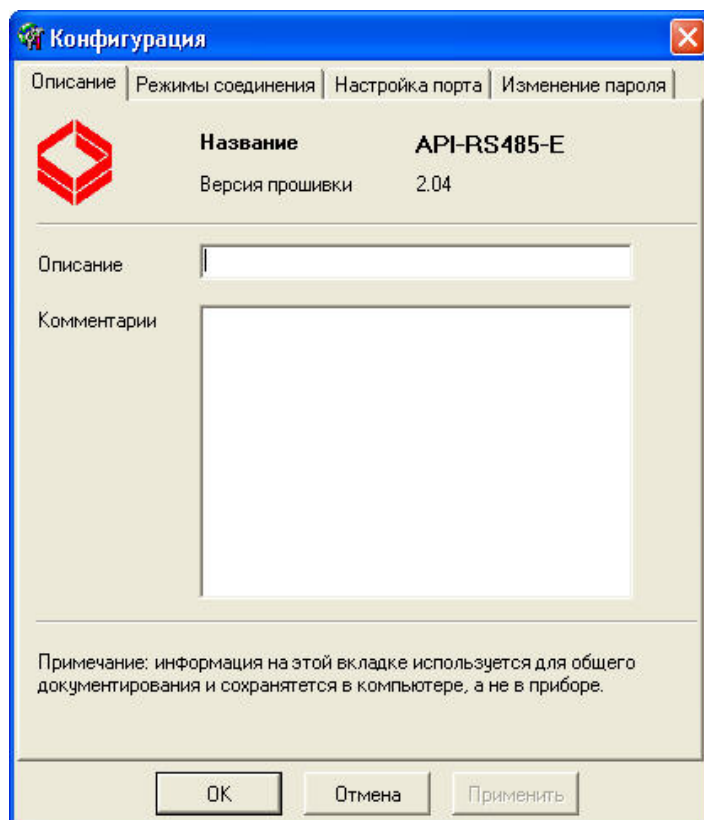 Конфигурация
Описание Режимы соединения Настройка порта Изменение пароля
Название API-RS485-E
Версия прошивки 2.04
Описание
Комментарии
Примечание: информация на этой вкладке используется для общего
документирования и сохранятется в компьютере, а не в приборе.
OK Отмена Применить